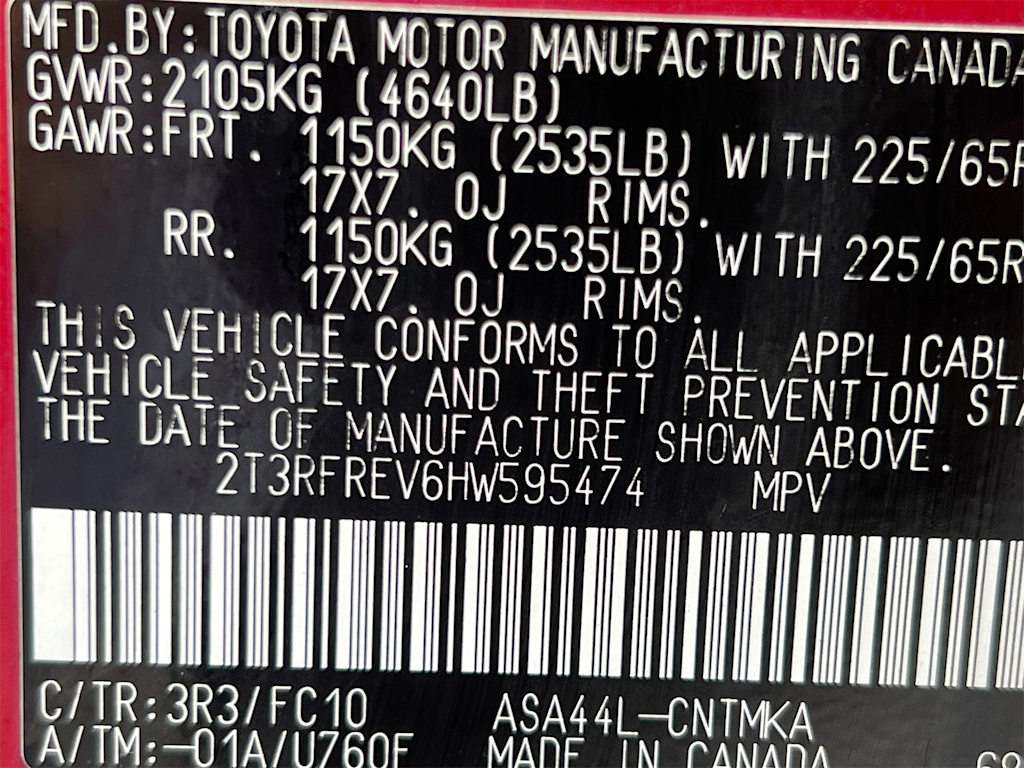 MFD.BY:TOYOTA MOTOR MANUFACTURING CANADA
GVWR:2105KG (4640LB)
GAWR:FRT. 1150KG (2535LB) WITH 225/65R
17X7.0J RIMS.
RR. 1150KG (2535LB) WITH 225/65R
17X7.0J RIMS.
THIS VEHICLE CONFORMS TO ALL APPLICABL
VEHICLE SAFETY AND THEFT PREVENTION STA
THE DATE OF MANUFACTURE SHOWN ABOVE.
2T3RFREV6HW595474 MPV
C/TR:3R3/FC10 ASA44L-CNTMKA
A/TM:-01A/U760F MADE IN CANADA